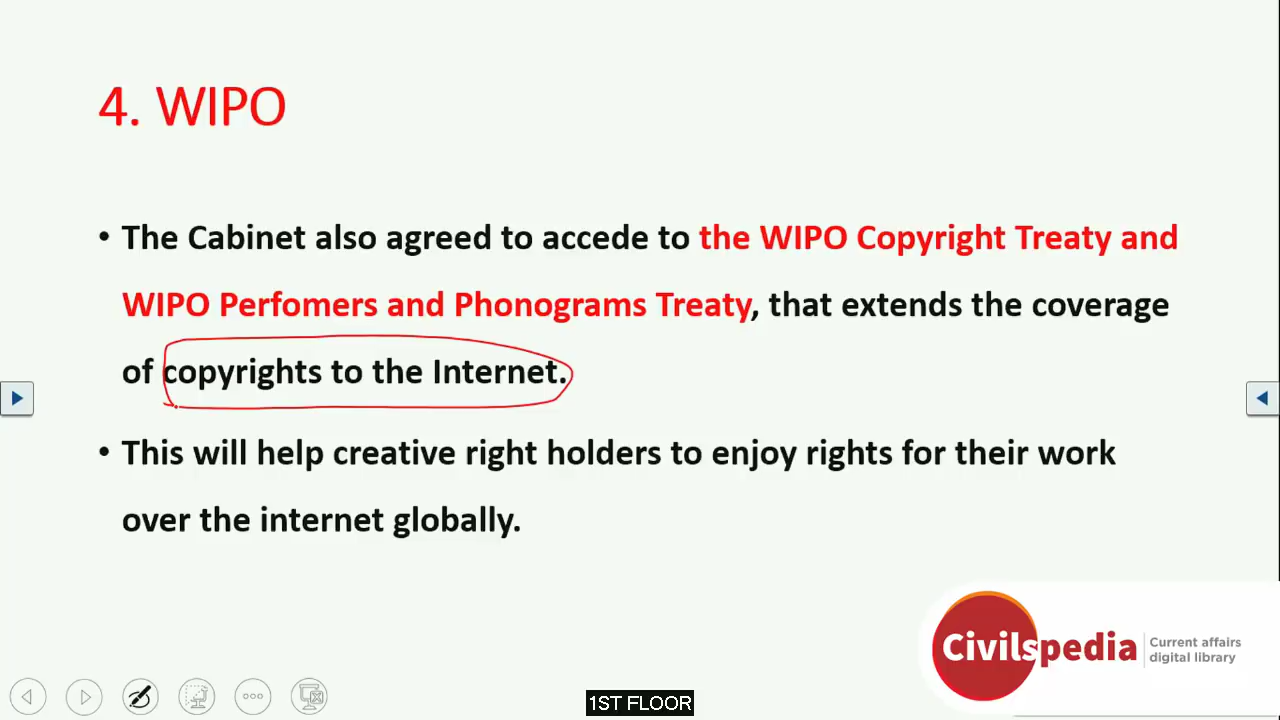 4. WIPO
• The Cabinet also agreed to accede to the WIPO Copyright Treaty and
WIPO Perfomers and Phonograms Treaty, that extends the coverage
of copyrights to the Internet.
• This will help creative right holders to enjoy rights for their work
over the internet globally.
Civilspedia
Current affairs
digital library
1ST FLOOR